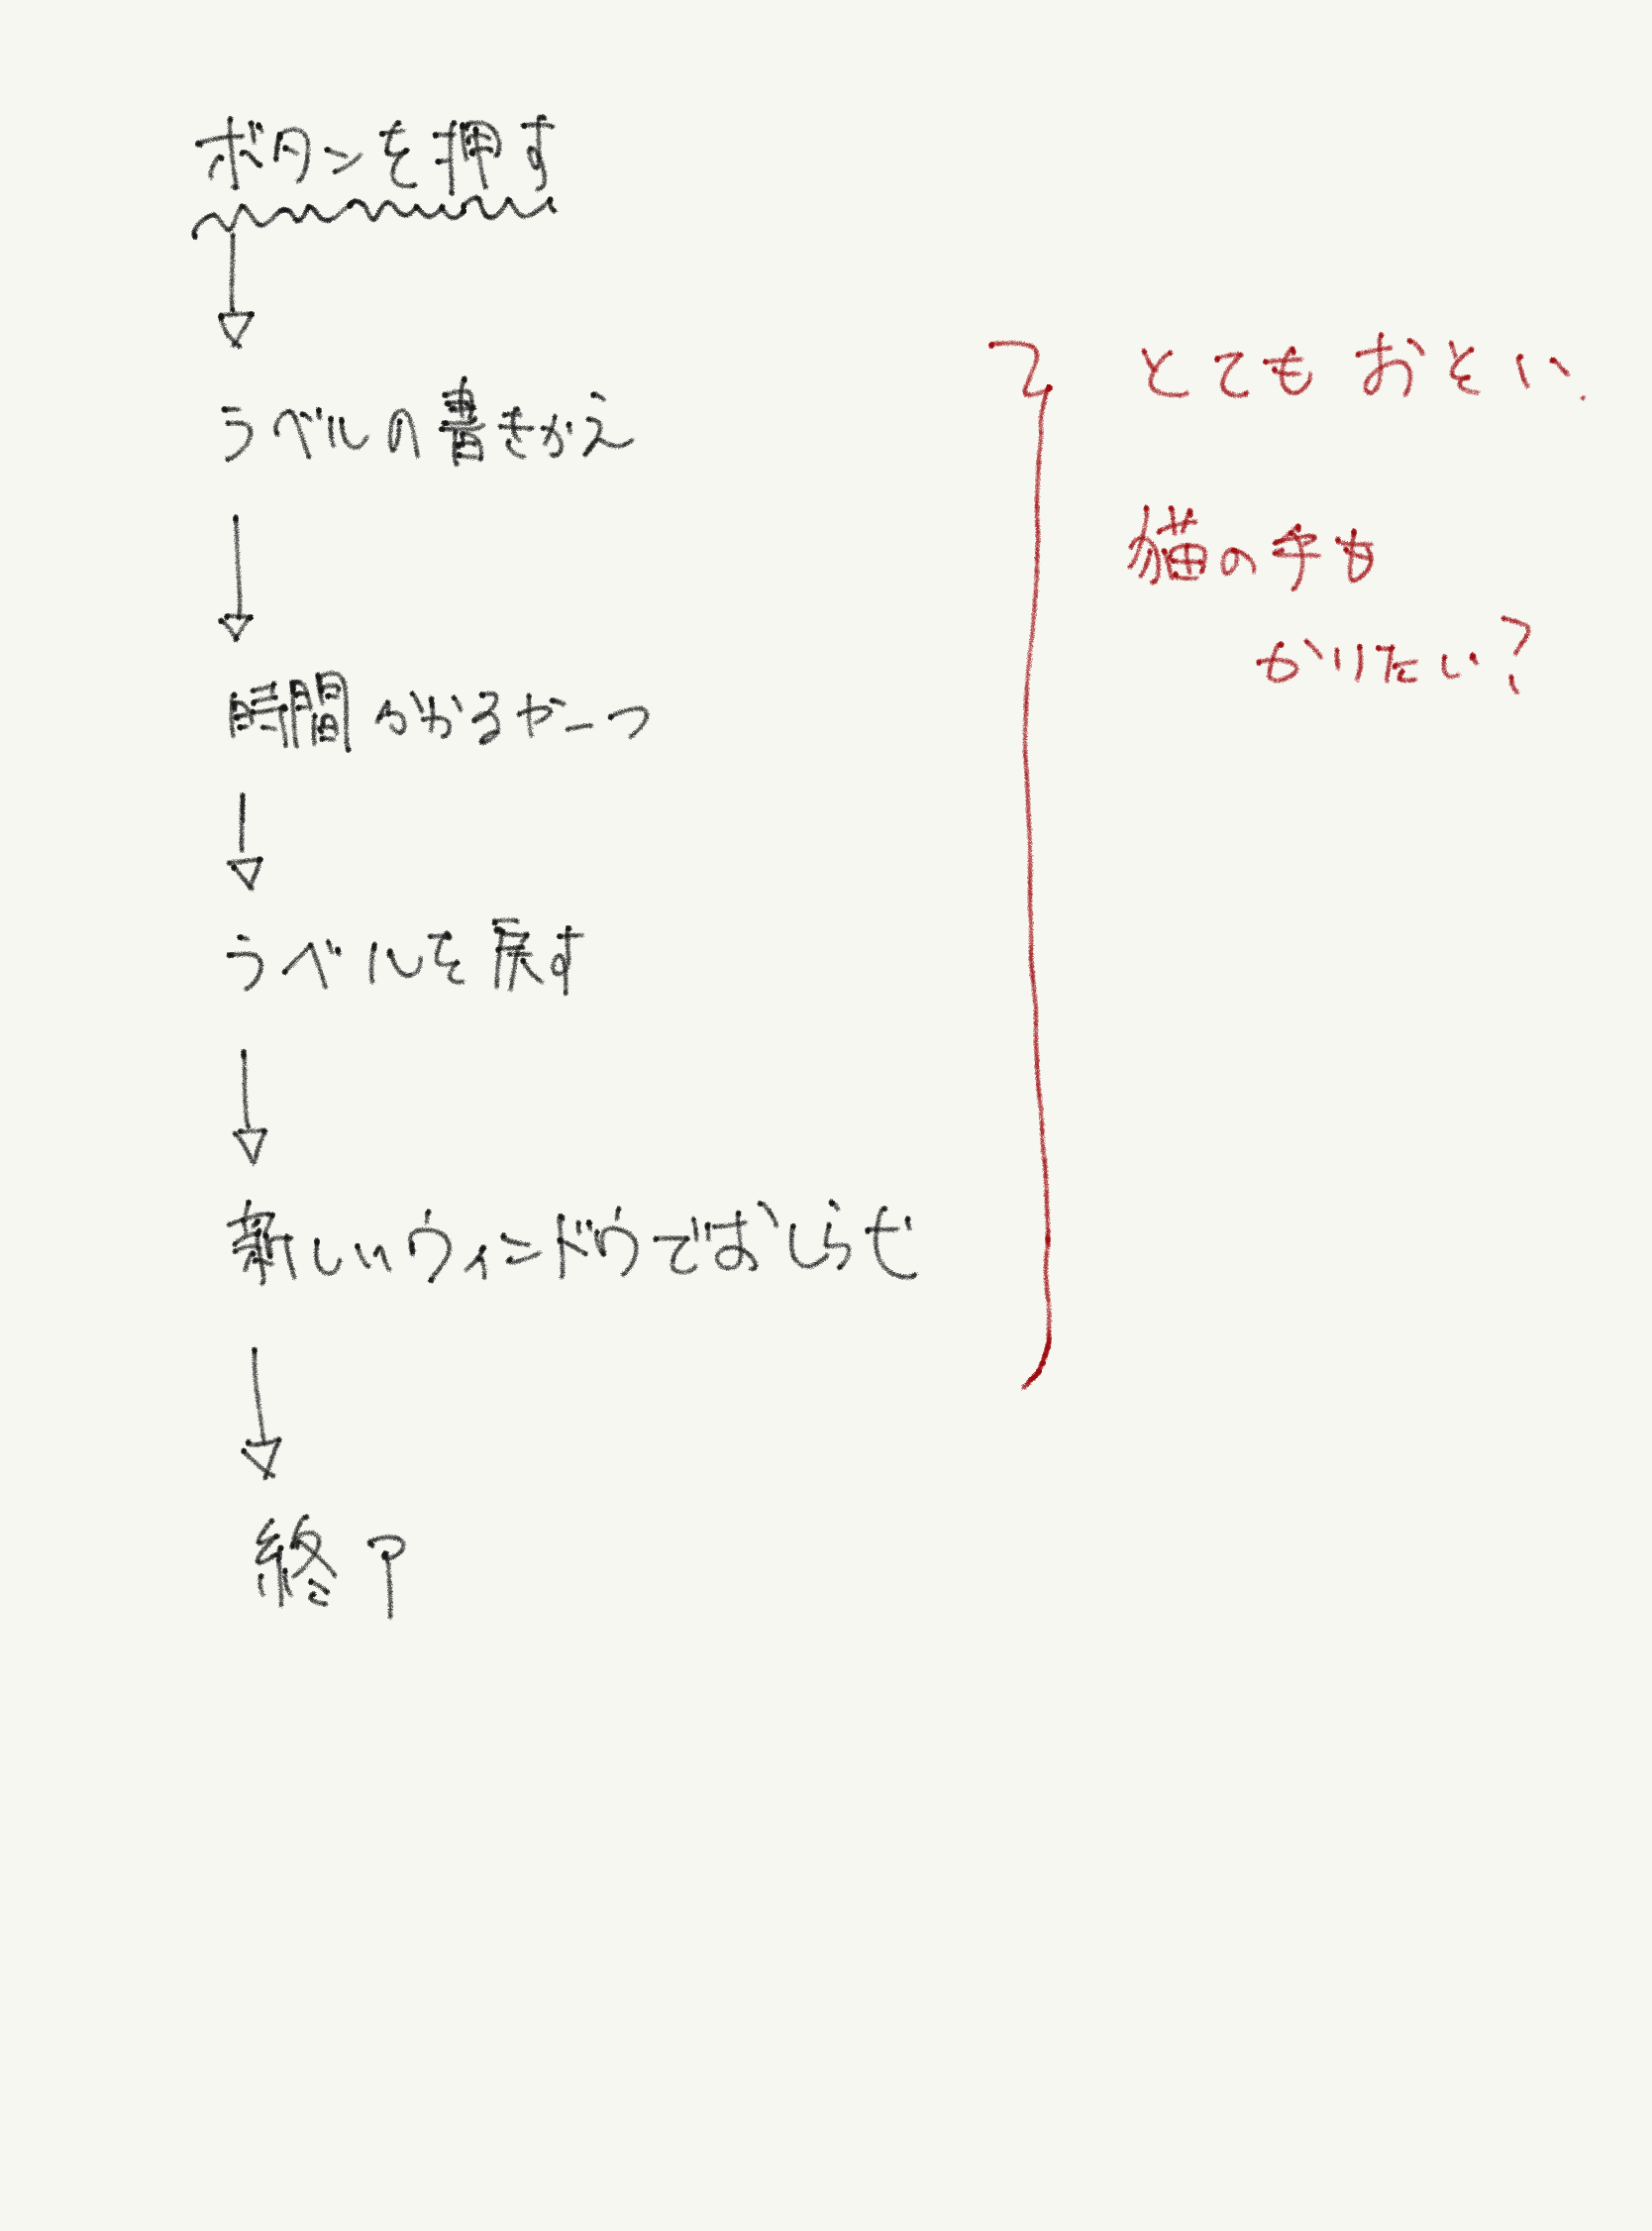 ボタンを押す
ラベルの書きかえ
時間かかるやーつ
ラベルを戻す
新しいウィンドウでおしらせ
終了
とてもおそい.
猫の手も
かりたい?